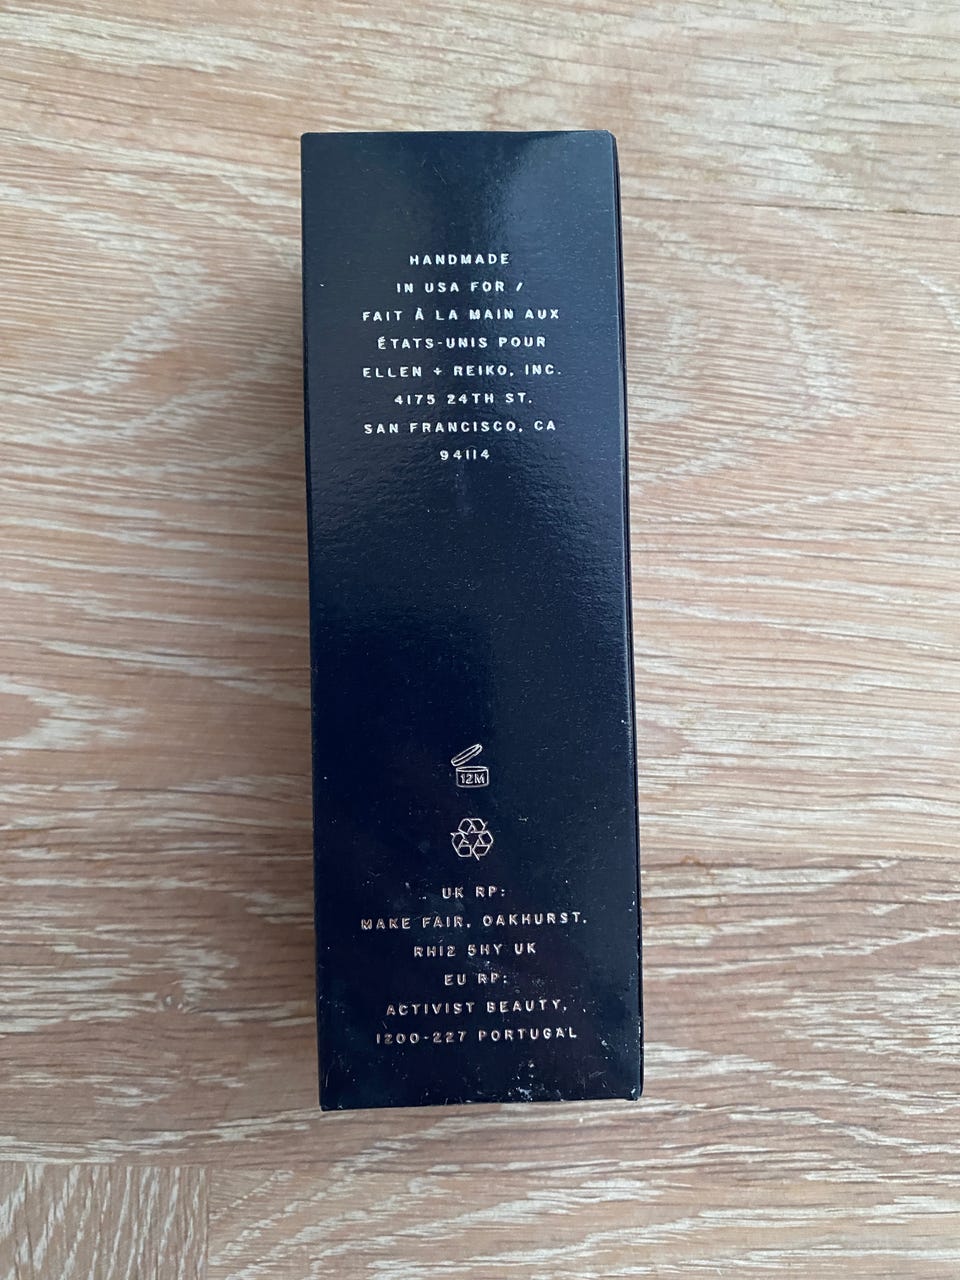 HANDMADE
IN USA FOR /
FAIT À LA MAIN AUX
ÉTATS-UNIS POUR
ELLEN + REIKO, INC.
4175 24TH ST.
SAN FRANCISCO, CA
94114
12M
UK RP:
MAKE FAIR, OAKHURST,
RH12 5HY UK
EU RP:
ACTIVIST BEAUTY,
1200-227 PORTUGAL